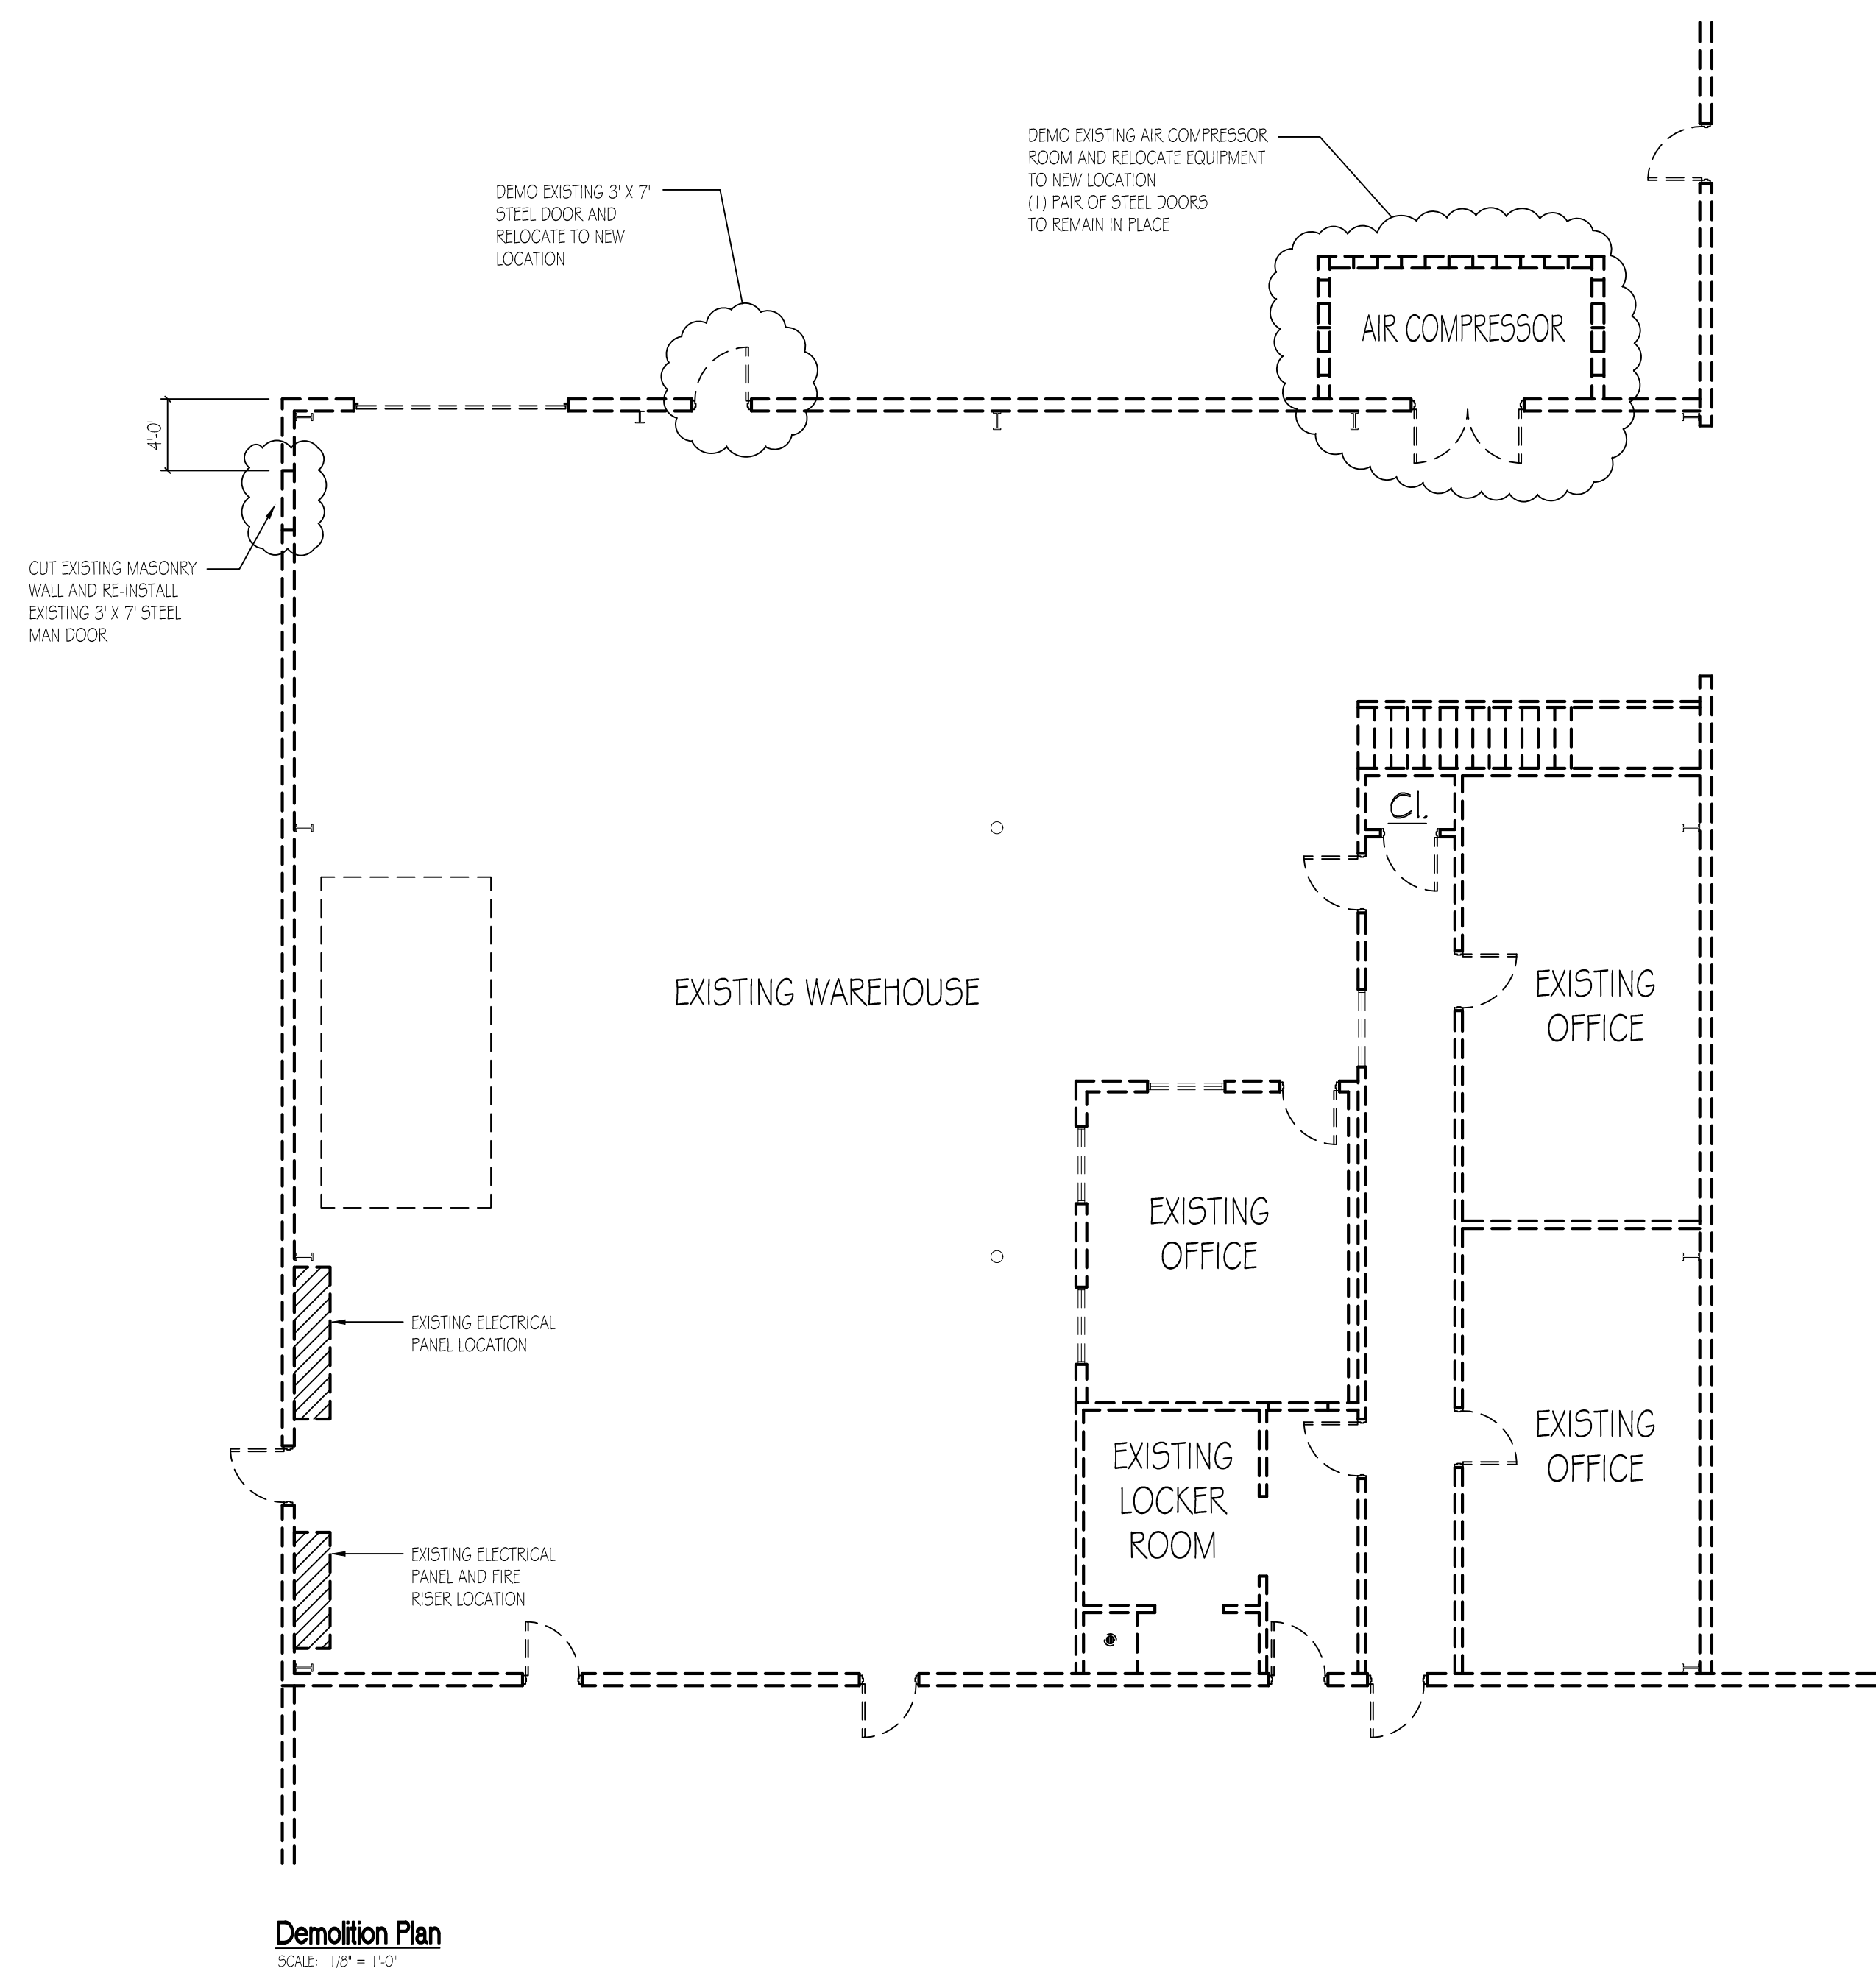 DEMO EXISTING AIR COMPRESSOR
ROOM AND RELOCATE EQUIPMENT
TO NEW LOCATION
(1) PAIR OF STEEL DOORS
TO REMAIN IN PLACE
DEMO EXISTING 3' X 7'
STEEL DOOR AND
RELOCATE TO NEW
LOCATION
AIR COMPRESSOR
4'-0"
CUT EXISTING MASONRY
WALL AND RE-INSTALL
EXISTING 3' X 7' STEEL
MAN DOOR
Cl.
EXISTING WAREHOUSE
EXISTING
OFFICE
EXISTING
OFFICE
EXISTING ELECTRICAL
PANEL LOCATION
EXISTING
OFFICE
EXISTING
LOCKER
ROOM
EXISTING ELECTRICAL
PANEL AND FIRE
RISER LOCATION
Demolition Plan
SCALE: 1/8" = 1'-0"